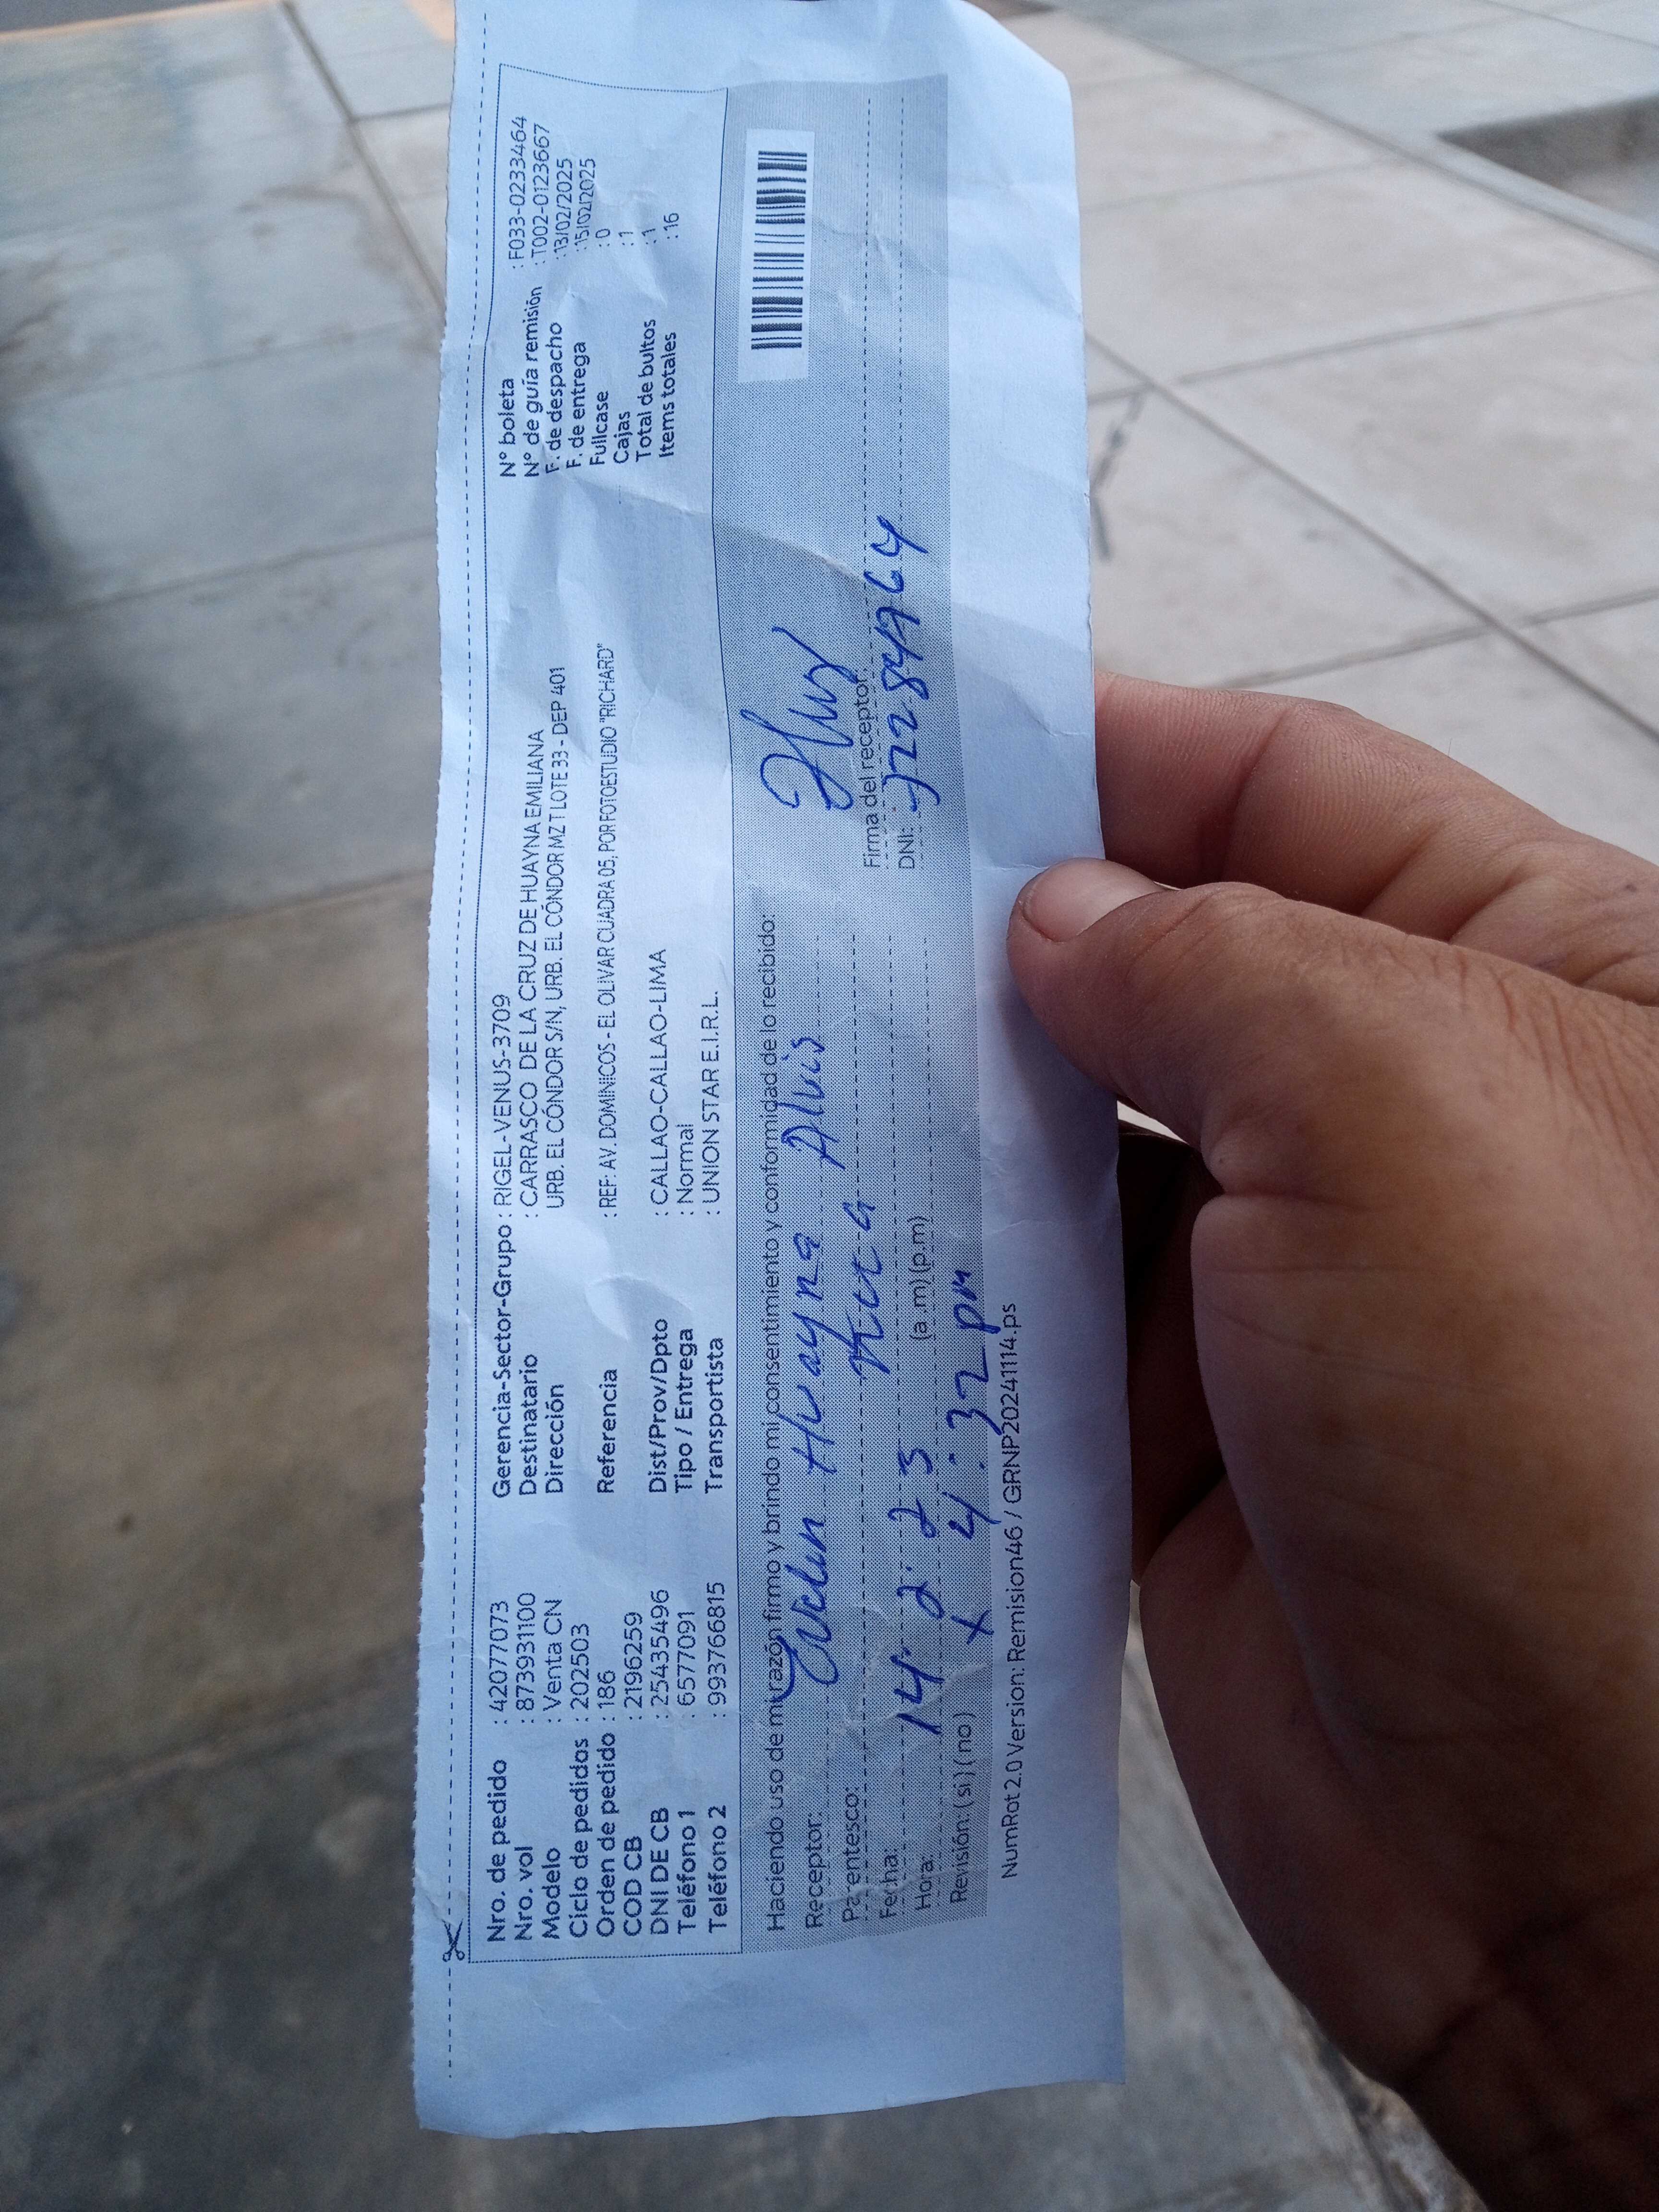 Nro. de pedido : 42077073
Nro. vol : 873931100
Modelo : Venta CN
Ciclo de pedidos : 202503
Orden de pedido : 186
COD CB : 2196259
DNI DE CB : 25435496
Teléfono 1 : 6577091
Teléfono 2 : 993766815
Gerencia-Sector-Grupo : RIGEL-VENUS-3709
Destinatario : CARRASCO DE LA CRUZ DE HUAYNA EMILIANA
Dirección URB. EL CÓNDOR S/N, URB. EL CÓNDOR MZ T LOTE 33 - DEP 401
Referencia : REF: AV. DOMINICOS - EL OLIVAR CUADRA 05, POR FOTOESTUDIO "RICHARD"
Dist/Prov/Dpto : CALLAO-CALLAO-LIMA
Tipo / Entrega : Normal
Transportista : UNION STAR E.I.R.L.
N° boleta : F033-0233464
N° de guía remisión : T002-0123667
F. de despacho : 13/02/2025
F. de entrega : 15/02/2025
Fullcase : 0
Cajas : 1
Total de bultos : 1
Items totales : 16
Haciendo uso de mi razón firmo y brindo mi consentimiento y conformidad de lo recibido:
Receptor: Evelin Huayna
Parentesco:
Fecha: 14 2 25
Hora: 4:32 pm (a.m) (p.m)
Revisión: ( si ) ( no ) x
Firma del receptor
DNI:
NumRot 2.0 Version: Remision46 / GRNP20241114.ps